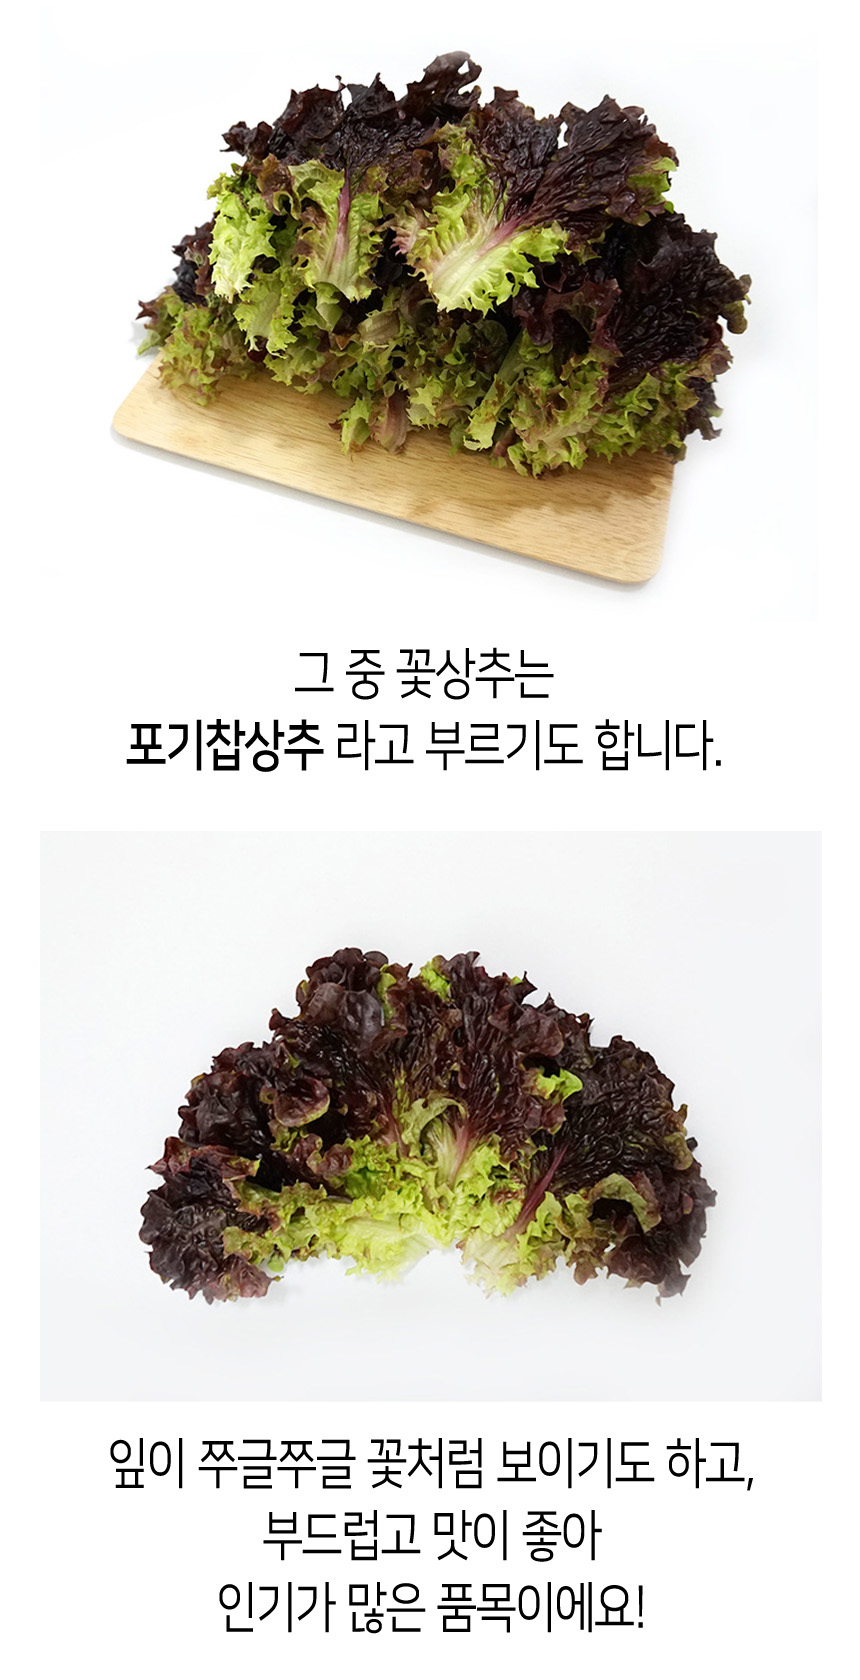 그 중 꽃상추는
포기찹상추 라고 부르기도 합니다.
잎이 쭈글쭈글 꽃처럼 보이기도 하고,
부드럽고 맛이 좋아
인기가 많은 품목이에요!